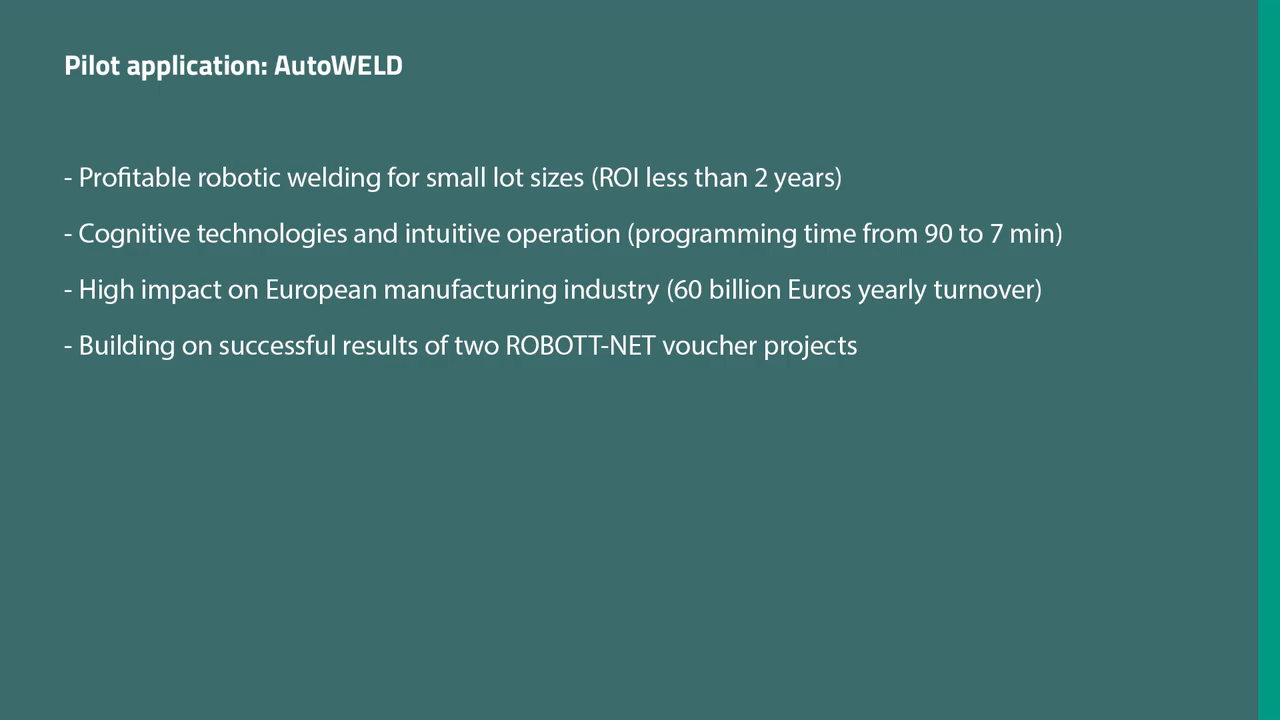 Pilot application: AutoWELD
- Profitable robotic welding for small lot sizes (ROI less than 2 years)
- Cognitive technologies and intuitive operation (programming time from 90 to 7 min)
- High impact on European manufacturing industry (60 billion Euros yearly turnover)
- Building on successful results of two ROBOTT-NET voucher projects